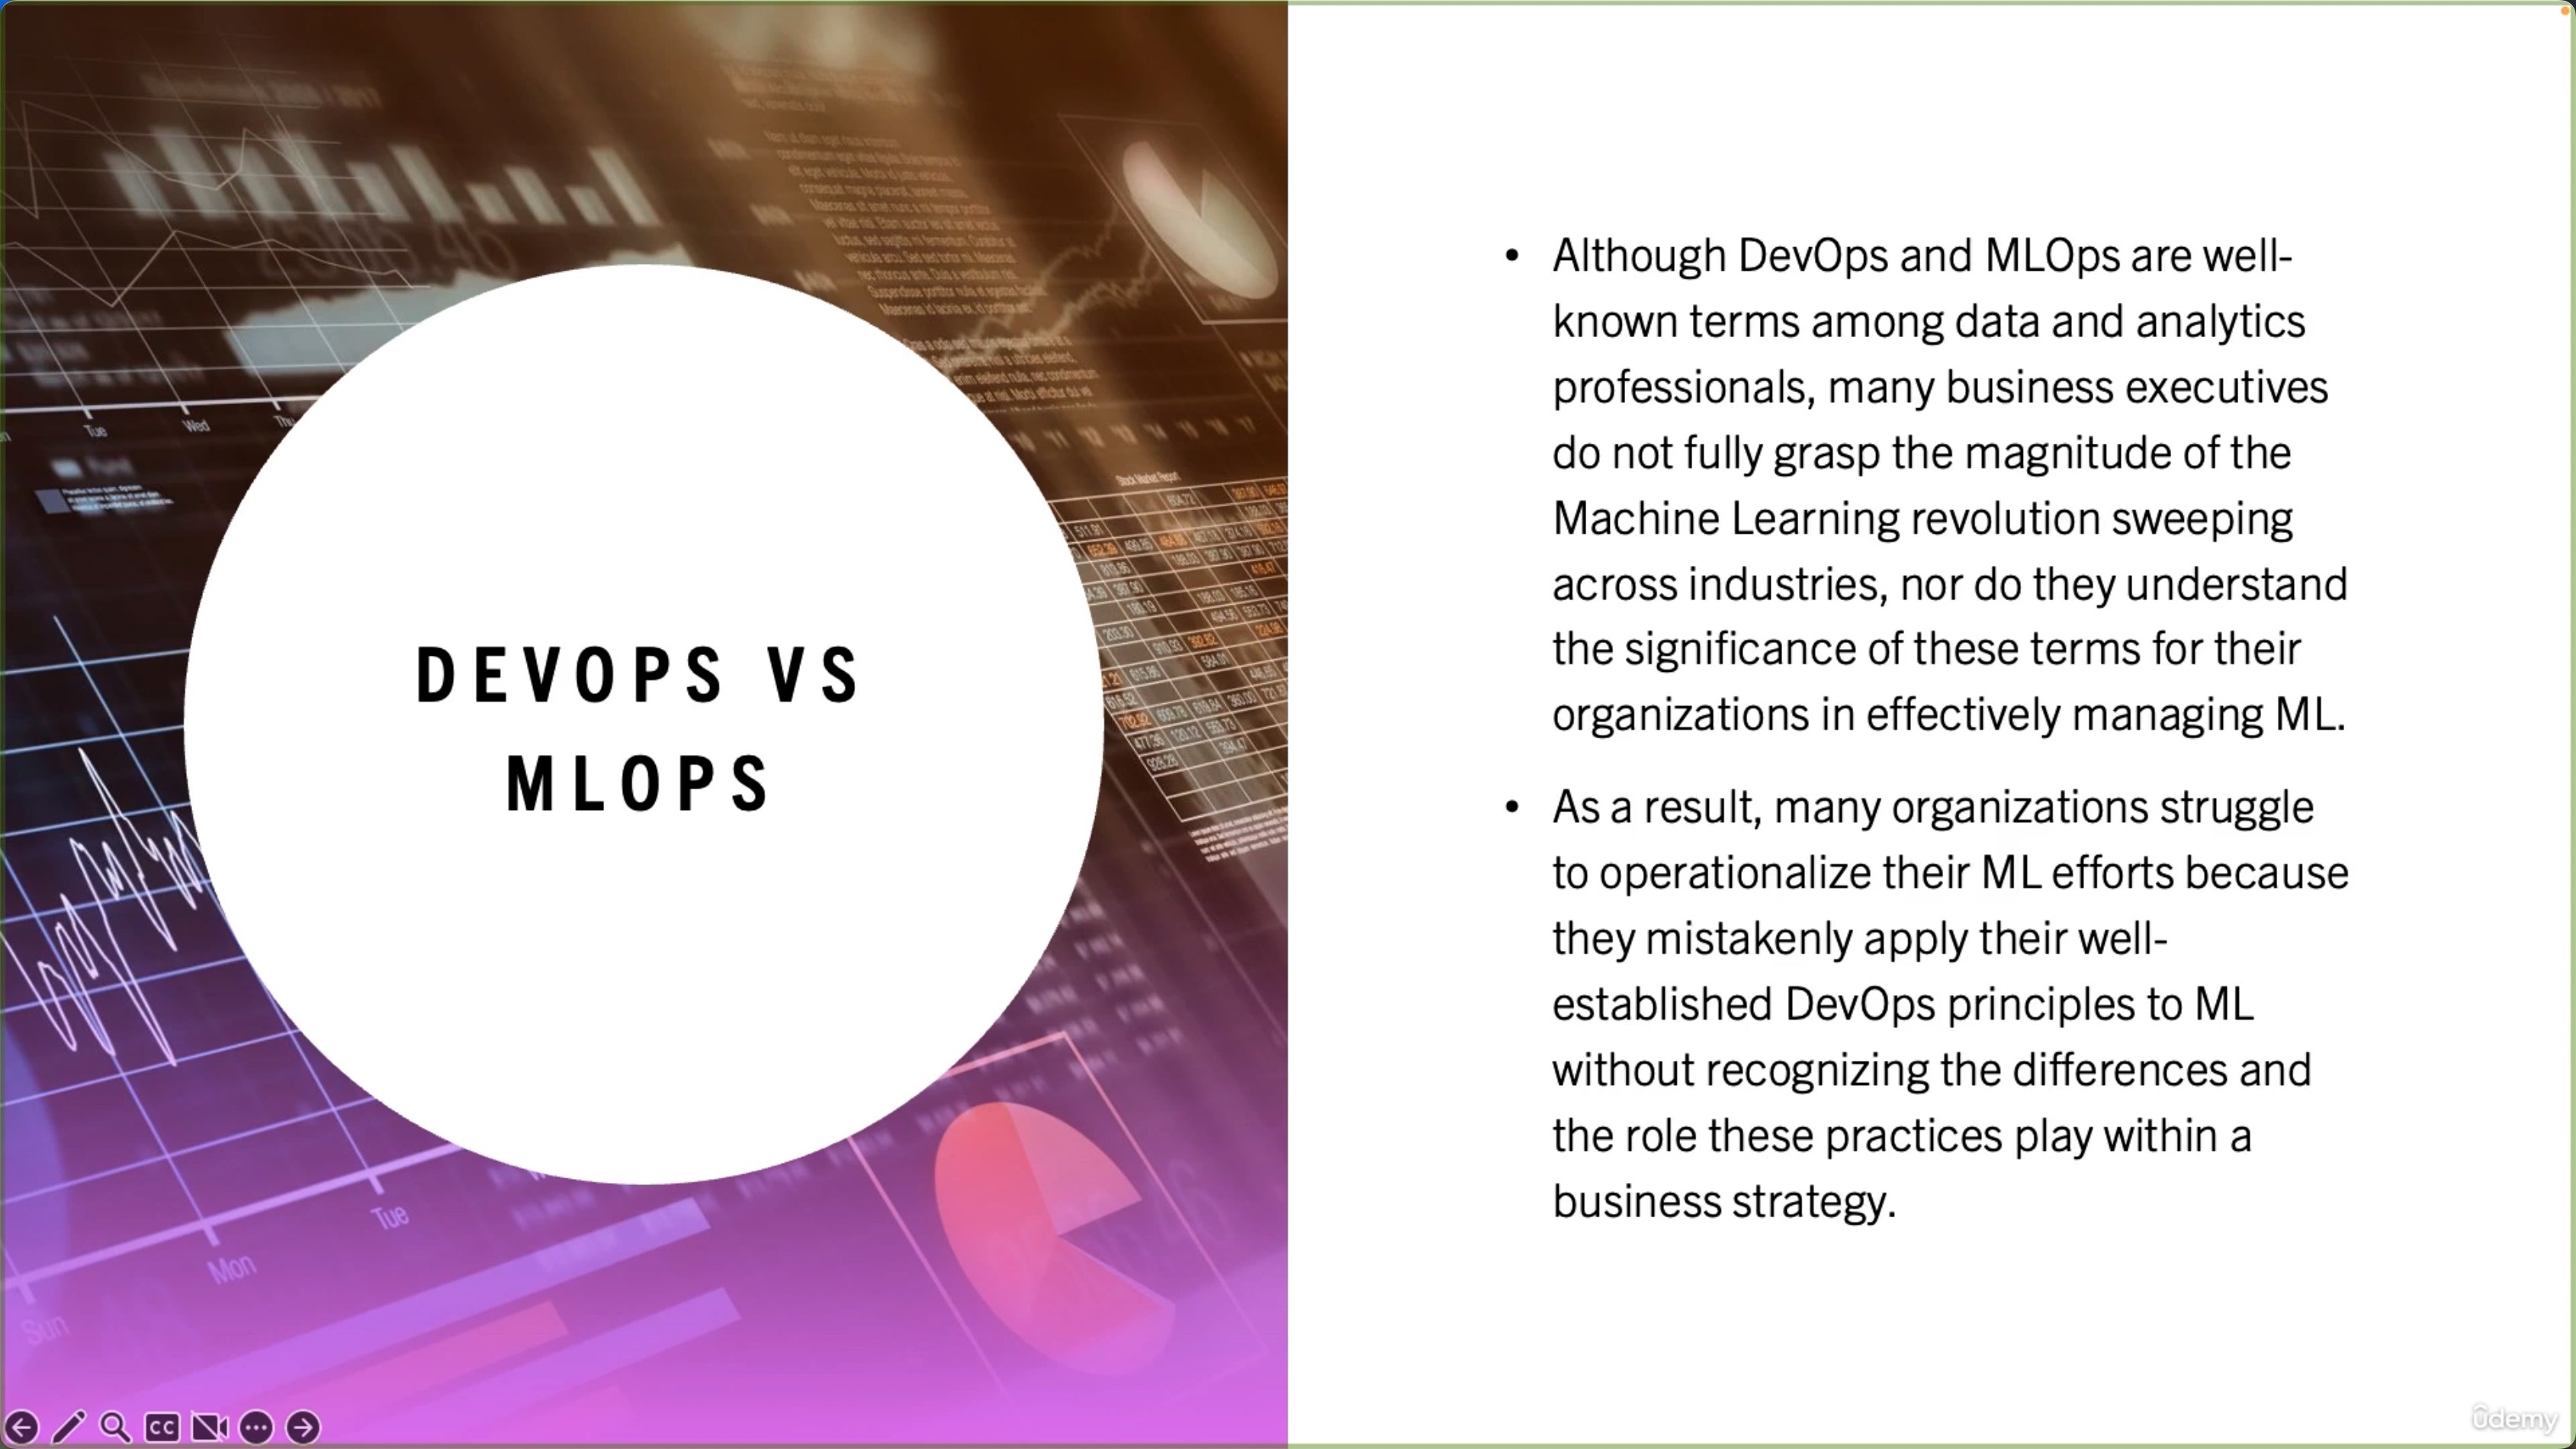 DEVOPS VS
MLOPS
• Although DevOps and MLOps are well-
known terms among data and analytics
professionals, many business executives
do not fully grasp the magnitude of the
Machine Learning revolution sweeping
across industries, nor do they understand
the significance of these terms for their
organizations in effectively managing ML.
• As a result, many organizations struggle
to operationalize their ML efforts because
they mistakenly apply their well-
established DevOps principles to ML
without recognizing the differences and
the role these practices play within a
business strategy.
Tue
Wed
Stock Market Report
Tue
Mon
Sun
CC
ûdemy